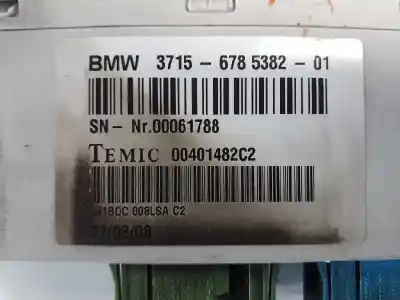 BMW 3715 - 678 5382 - 01
SN- Nr.00061788
TEMIC 00401482C2
008LSA C2